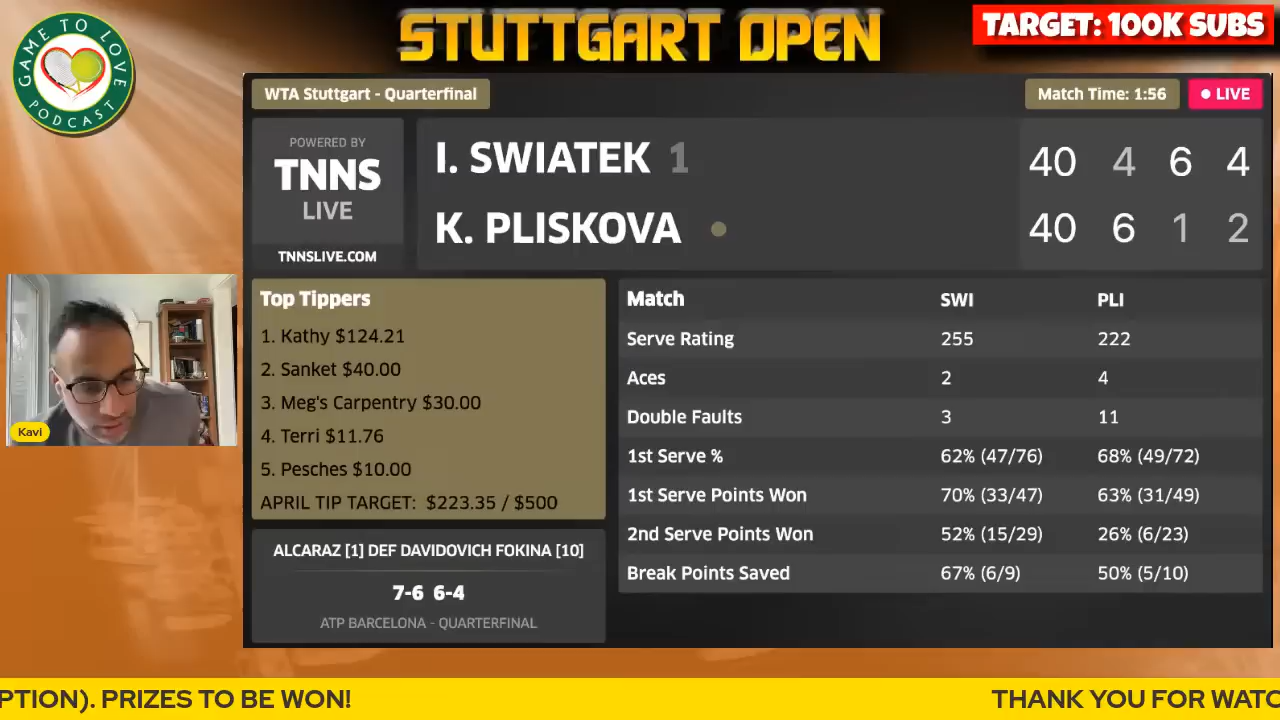 GAME TO LOVE
PODCAST
STUTTGART OPEN
TARGET: 100K SUBS
WTA Stuttgart - Quarterfinal
Match Time: 1:56
LIVE
POWERED BY
TNNS
LIVE
TNNSLIVE.COM
I. SWIATEK 1 40 4 6 4
K. PLISKOVA 40 6 1 2
Kavi
Top Tippers
1. Kathy $124.21
2. Sanket $40.00
3. Meg's Carpentry $30.00
4. Terri $11.76
5. Pesches $10.00
APRIL TIP TARGET: $223.35 / $500
ALCARAZ [1] DEF DAVIDOVICH FOKINA [10]
7-6 6-4
ATP BARCELONA - QUARTERFINAL
Match SWI PLI
Serve Rating 255 222
Aces 2 4
Double Faults 3 11
1st Serve % 62% (47/76) 68% (49/72)
1st Serve Points Won 70% (33/47) 63% (31/49)
2nd Serve Points Won 52% (15/29) 26% (6/23)
Break Points Saved 67% (6/9) 50% (5/10)
PTION). PRIZES TO BE WON! THANK YOU FOR WATC